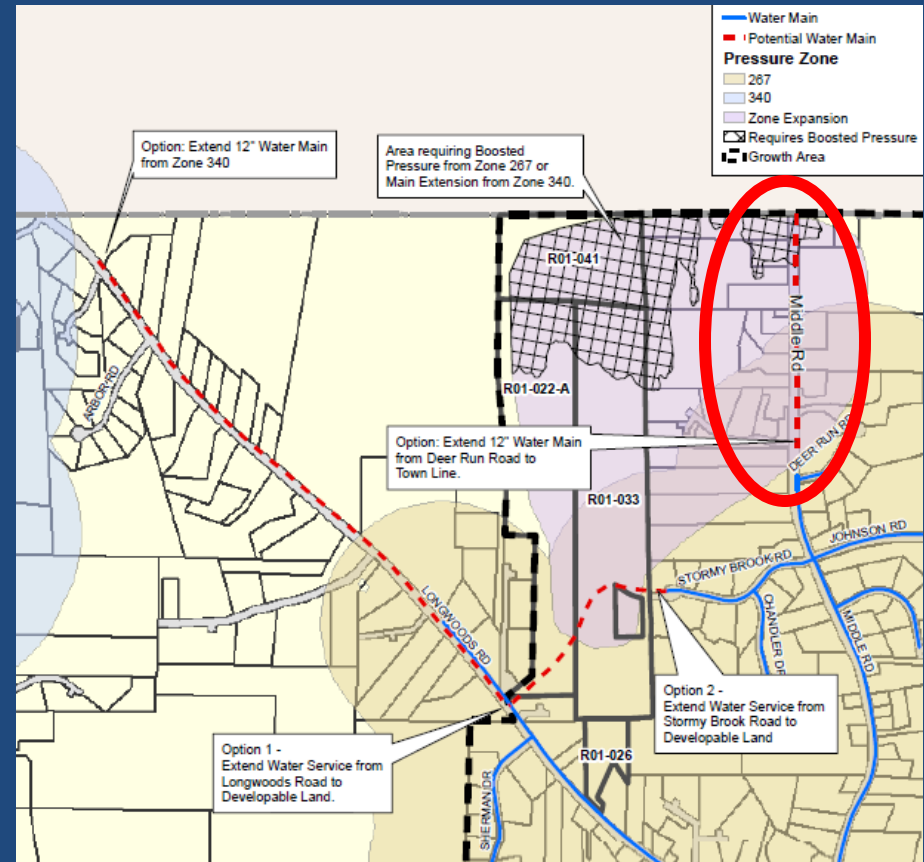 Water Main
Potential Water Main
Pressure Zone
267
340
Zone Expansion
Requires Boosted Pressure
Growth Area
Option: Extend 12" Water Main
from Zone 340
Area requiring Boosted
Pressure from Zone 267 or
Main Extension from Zone 340.
R01-041
Middle Rd
ARBOR RD
R01-022-A
Option: Extend 12" Water Main
from Deer Run Road to
Town Line.
DEER RUN RD
R01-033
JOHNSON RD
STORMY BROOK RD
LONGWOODS RD
CHANDLER DR
MIDDLE RD
Option 2 -
Extend Water Service from
Stormy Brook Road to
Developable Land
Option 1 -
Extend Water Service from
Longwoods Road to
Developable Land.
R01-026
SHERMAN DR